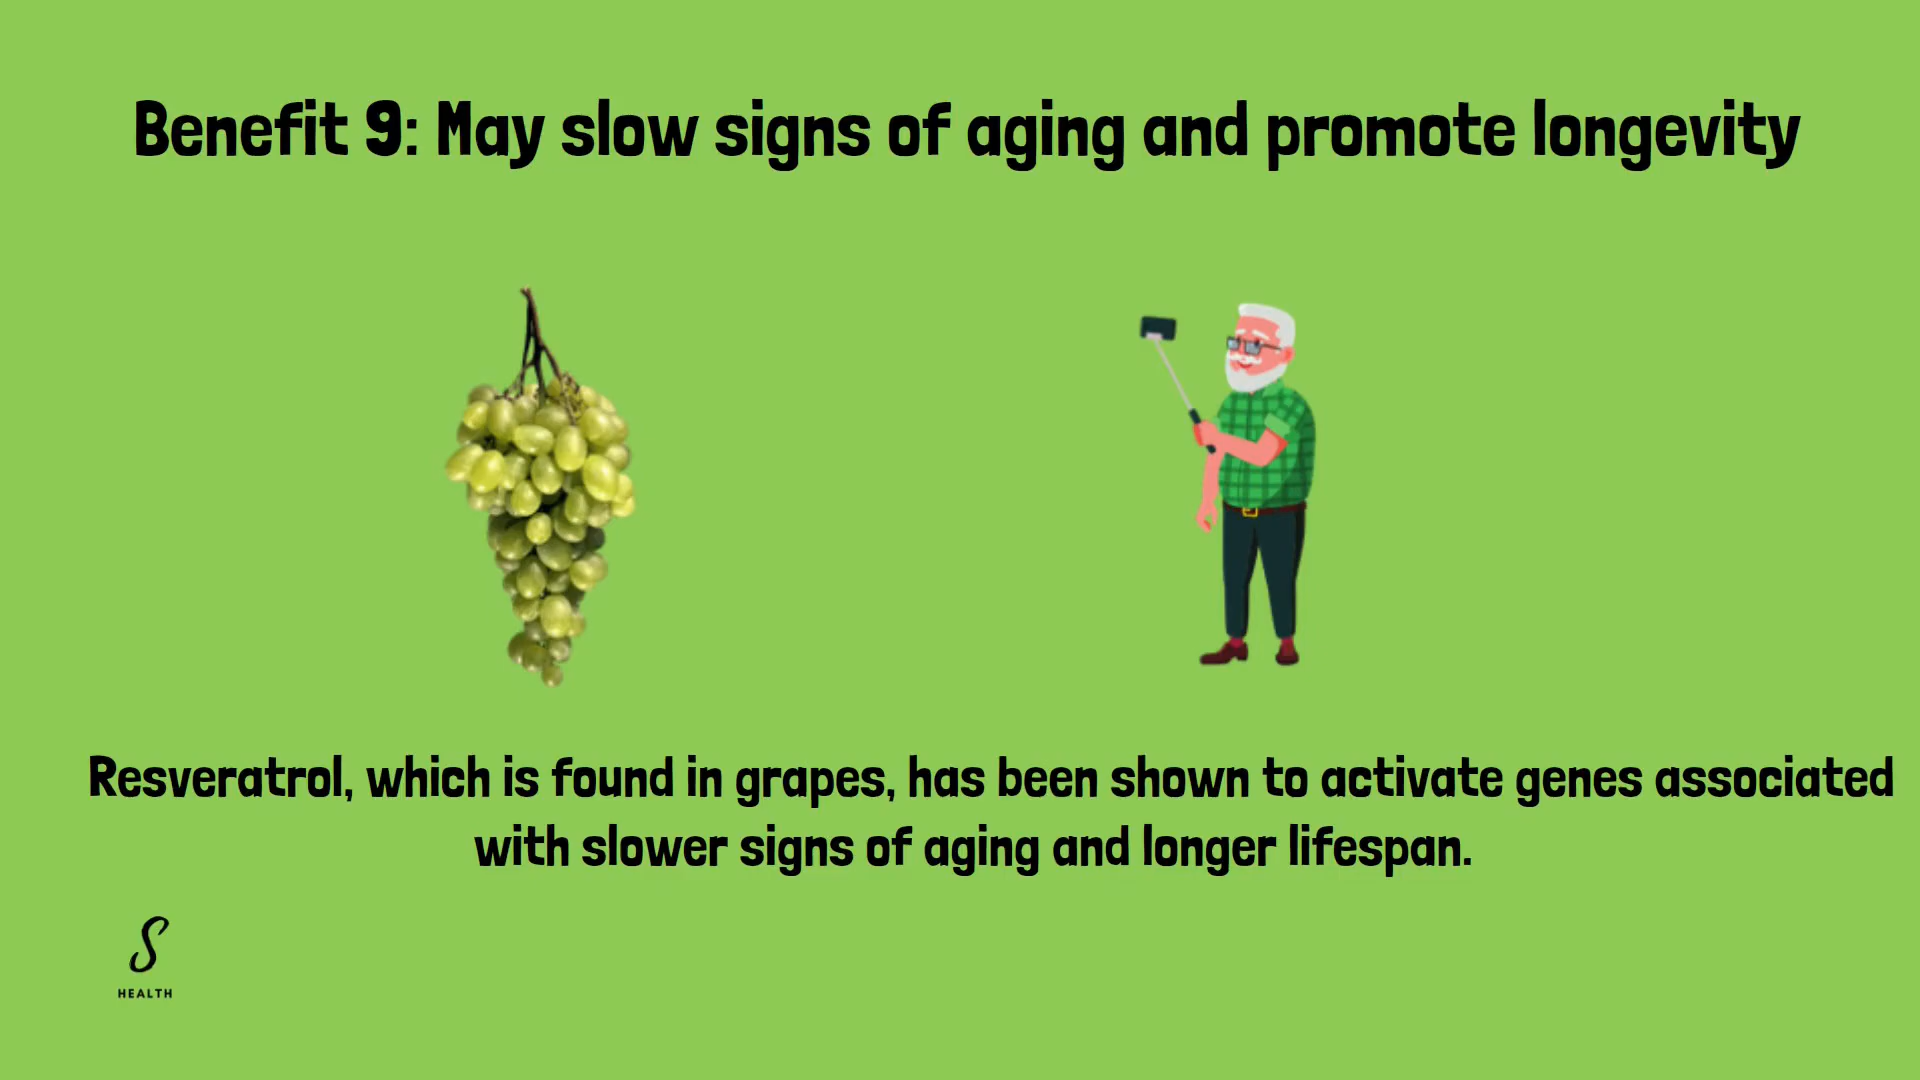 Benefit 9: May slow signs of aging and promote longevity
Resveratrol, which is found in grapes, has been shown to activate genes associated
with slower signs of aging and longer lifespan.
S
HEALTH